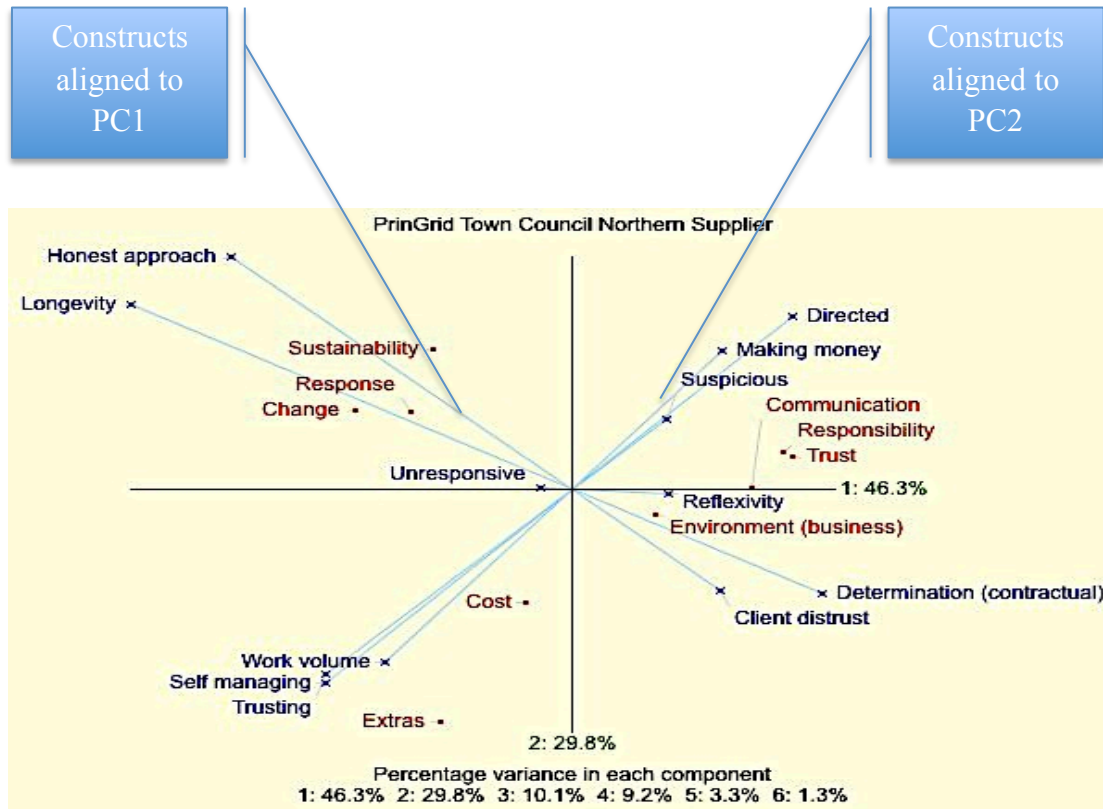 Constructs
aligned to
PC1
Constructs
aligned to
PC2
PrinGrid Town Council Northern Supplier
Honest approach
Longevity
Directed
Sustainability
Making money
Suspicious
Response
Change
Communication
Responsibility
Trust
Unresponsive
1: 46.3%
Reflexivity
Environment (business)
Determination (contractual)
Cost
Client distrust
Work volume
Self managing
Trusting
Extras
2: 29.8%
Percentage variance in each component
1: 46.3% 2: 29.8% 3: 10.1% 4: 9.2% 5: 3.3% 6: 1.3%